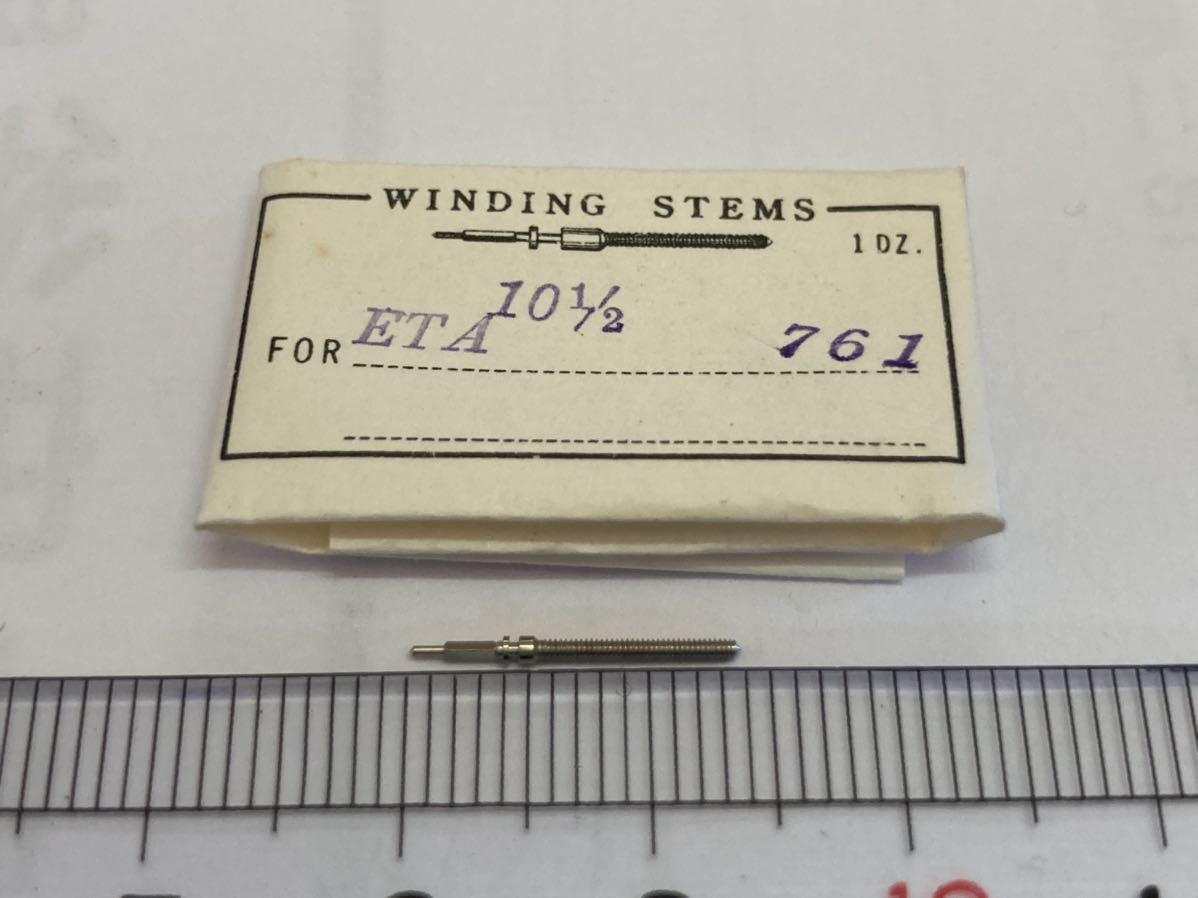 WINDING STEMS
1 DZ.
FOR ETA 10½ 761